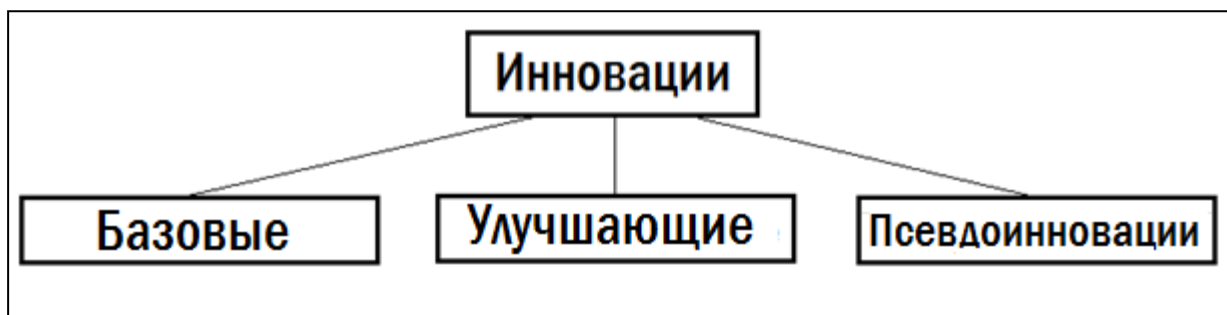 Инновации
Базовые
Улучшающие
Псевдоинновации